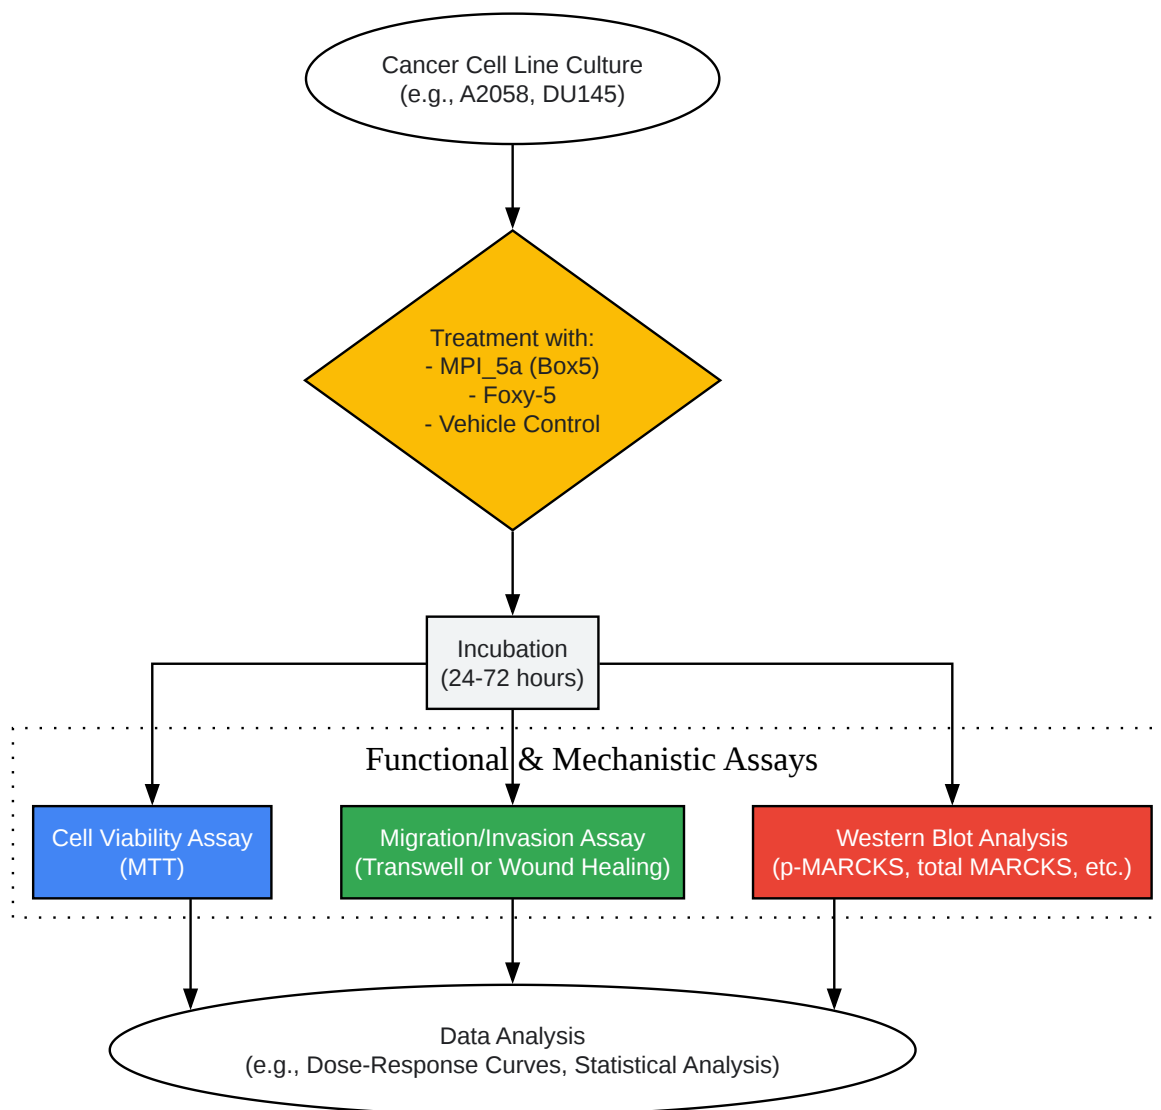 Cancer Cell Line Culture
(e.g., A2058, DU145)
Treatment with:
- MPI_5a (Box5)
- Foxy-5
- Vehicle Control
Incubation
(24-72 hours)
Functional & Mechanistic Assays
Cell Viability Assay
(MTT)
Migration/Invasion Assay
(Transwell or Wound Healing)
Western Blot Analysis
(p-MARCKS, total MARCKS, etc.)
Data Analysis
(e.g., Dose-Response Curves, Statistical Analysis)